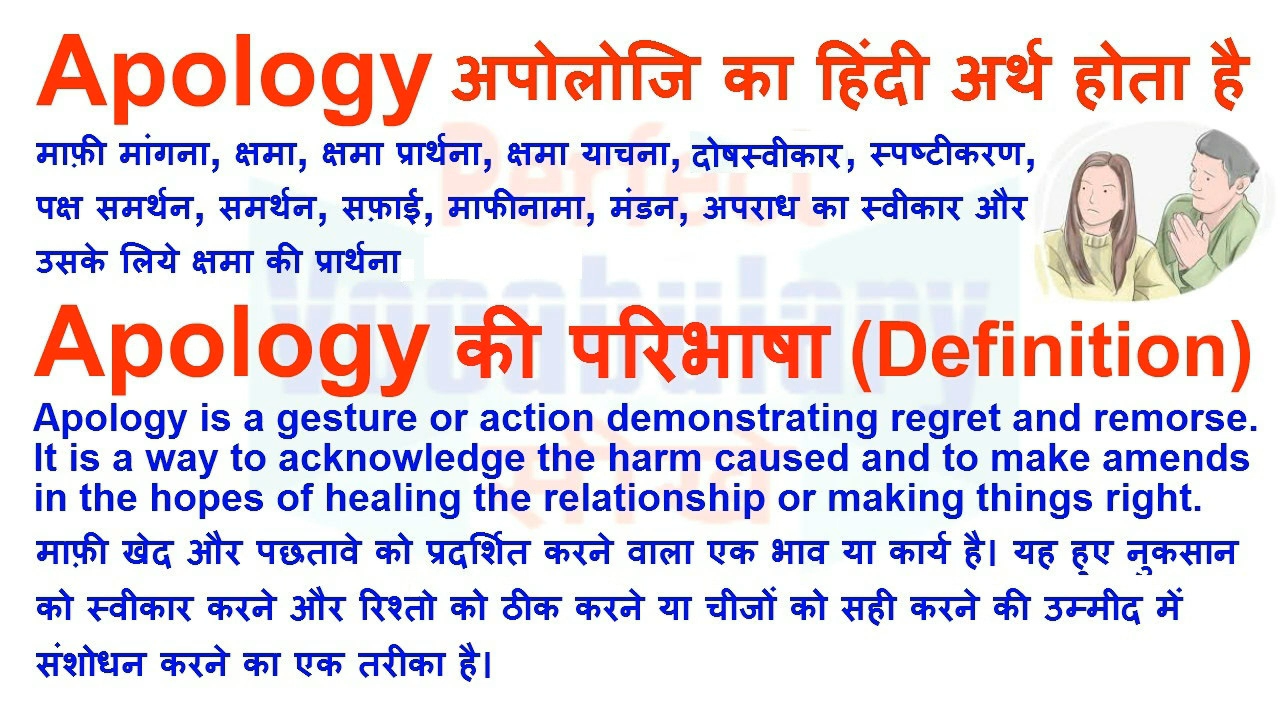 Apology अपोलोजि का हिंदी अर्थ होता है
माफ़ी मांगना, क्षमा, क्षमा प्रार्थना, क्षमा याचना, दोषस्वीकार, स्पष्टीकरण,
पक्ष समर्थन, समर्थन, सफ़ाई, माफीनामा, मंडन, अपराध का स्वीकार और
उसके लिये क्षमा की प्रार्थना
Apology की परिभाषा (Definition)
Apology is a gesture or action demonstrating regret and remorse.
It is a way to acknowledge the harm caused and to make amends
in the hopes of healing the relationship or making things right.
माफ़ी खेद और पछतावे को प्रदर्शित करने वाला एक भाव या कार्य है। यह हुए नुकसान
को स्वीकार करने और रिश्तो को ठीक करने या चीजों को सही करने की उम्मीद में
संशोधन करने का एक तरीका है।
Perfect
Vocabulary
सीखे